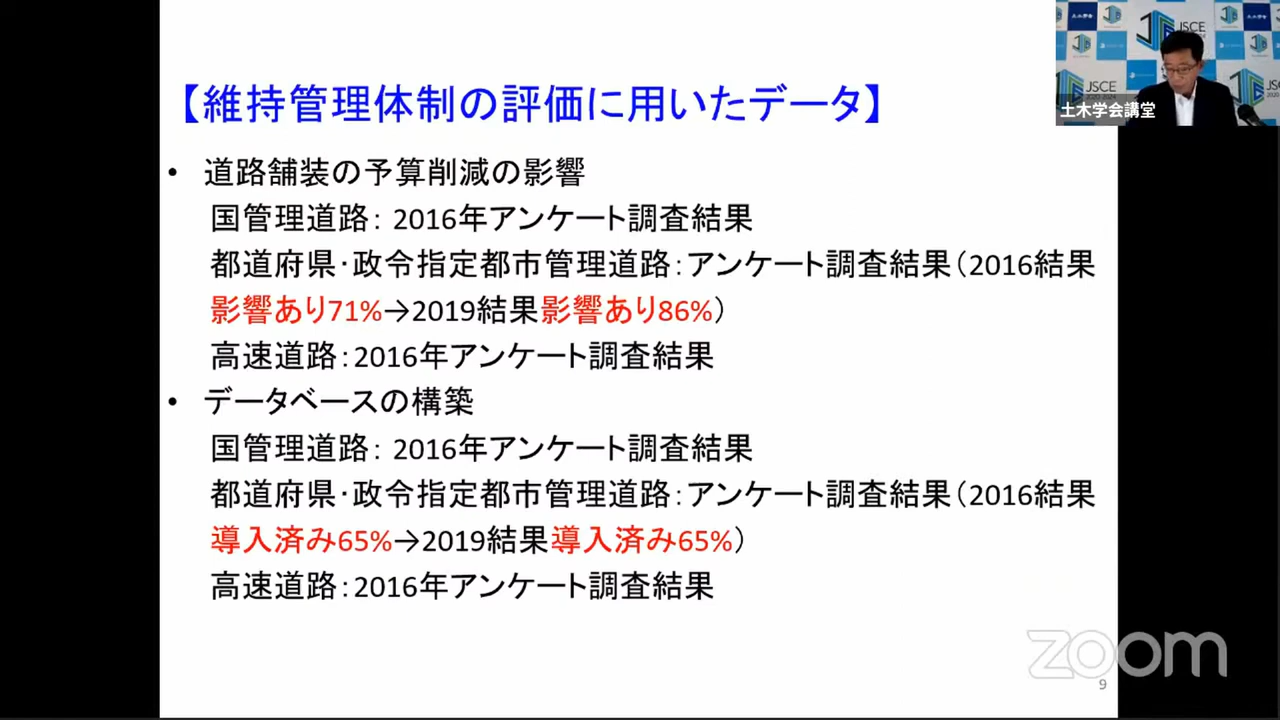 【維持管理体制の評価に用いたデータ】
• 道路舗装の予算削減の影響
国管理道路： 2016年アンケート調査結果
都道府県･政令指定都市管理道路：アンケート調査結果（2016結果
影響あり71%→2019結果影響あり86%）
高速道路：2016年アンケート調査結果
• データベースの構築
国管理道路： 2016年アンケート調査結果
都道府県･政令指定都市管理道路：アンケート調査結果（2016結果
導入済み65%→2019結果導入済み65%）
高速道路：2016年アンケート調査結果
9
zoom
JSCE
JSCE
土木学会講堂